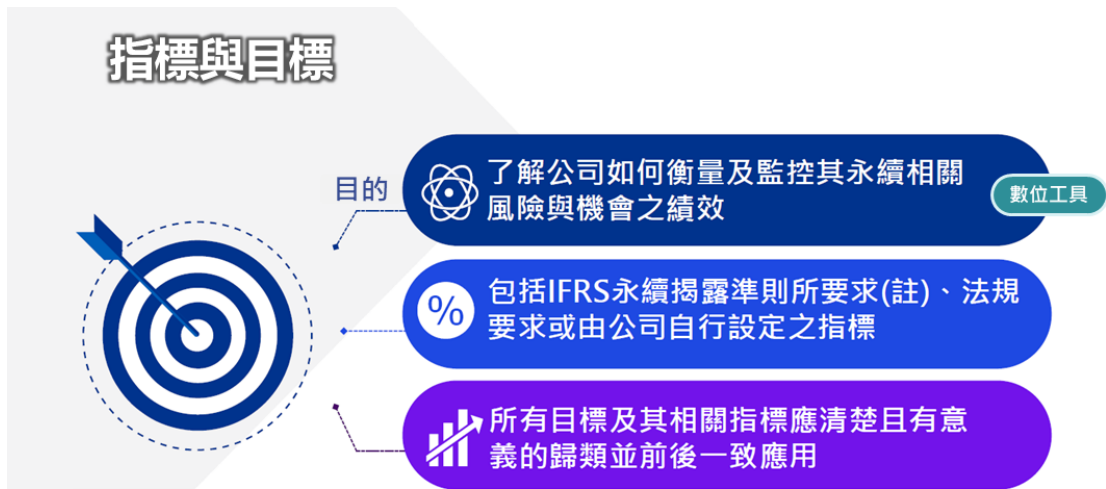 指標與目標
目的
了解公司如何衡量及監控其永續相關
風險與機會之績效
數位工具
%
包括IFRS永續揭露準則所要求(註)、法規
要求或由公司自行設定之指標
所有目標及其相關指標應清楚且有意
義的歸類並前後一致應用